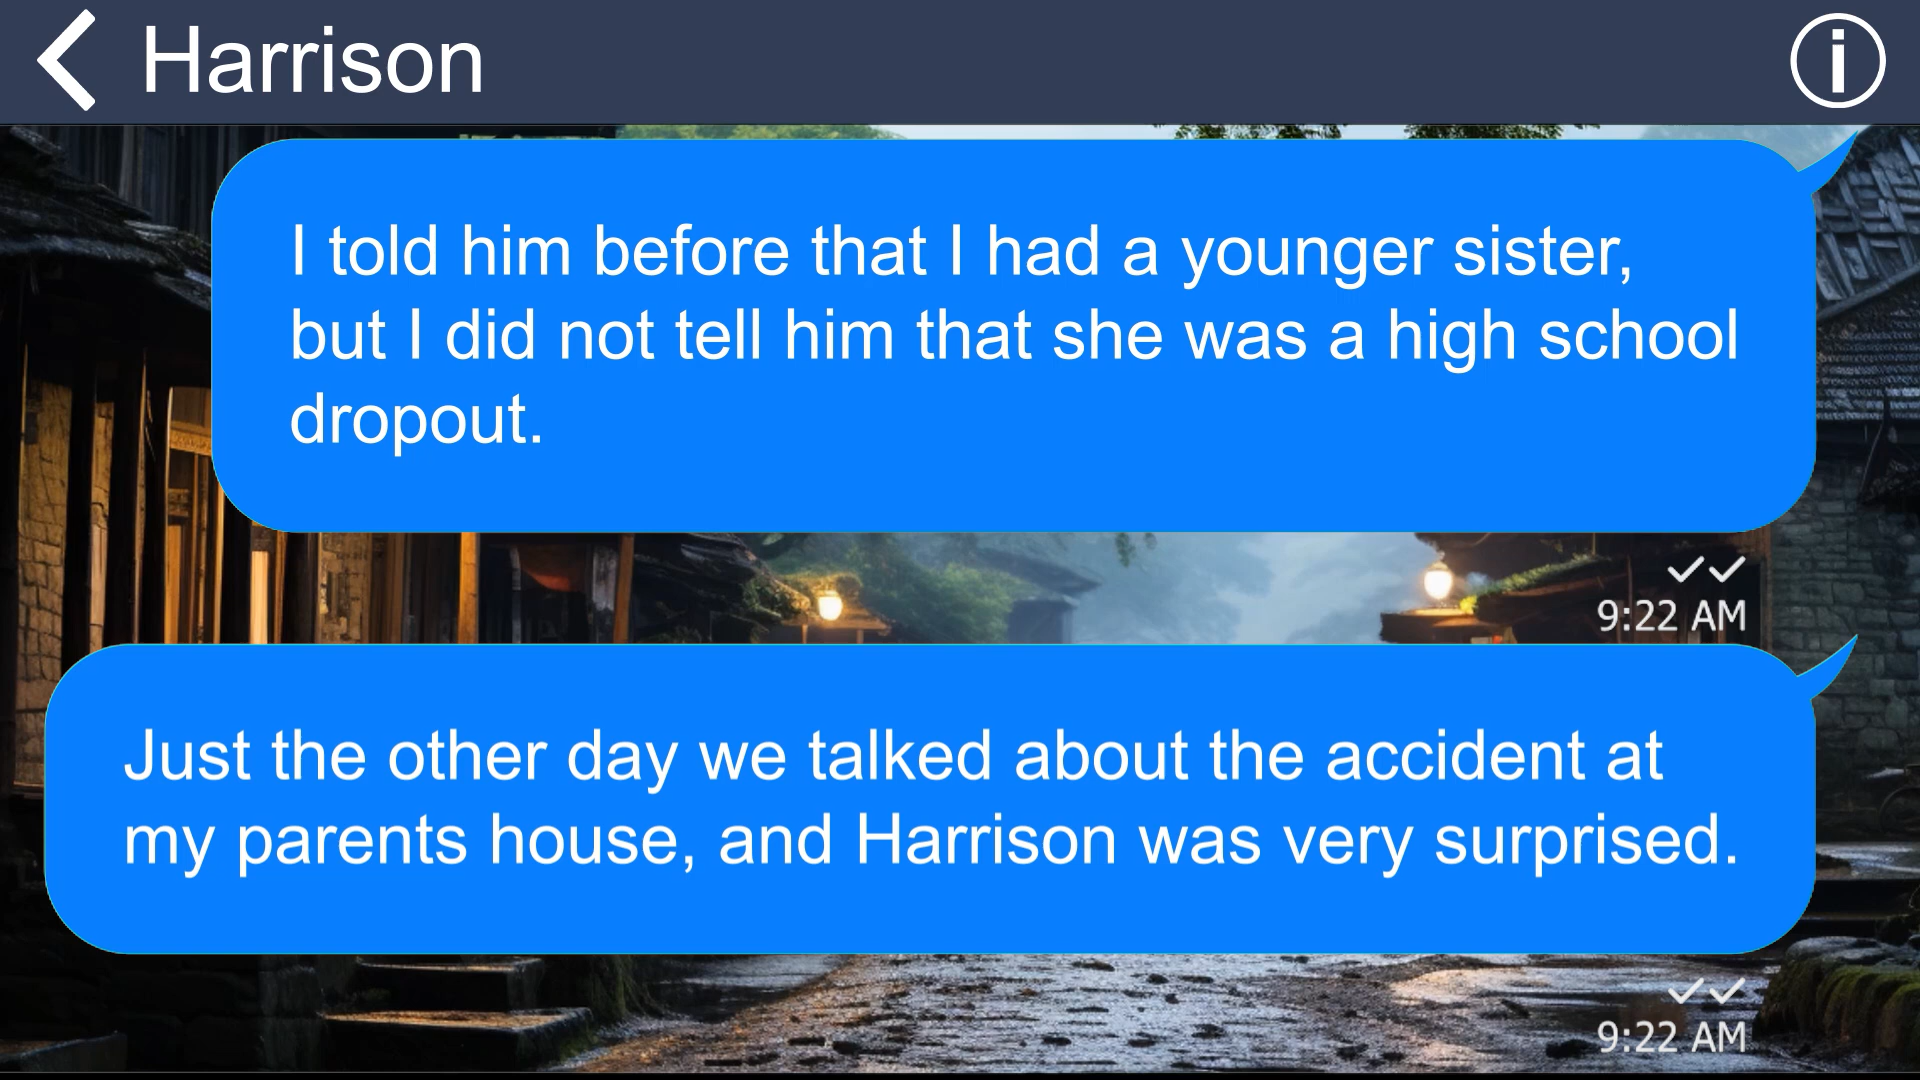 Harrison
I told him before that I had a younger sister,
but I did not tell him that she was a high school
dropout.
9:22 AM
Just the other day we talked about the accident at
my parents house, and Harrison was very surprised.
9:22 AM